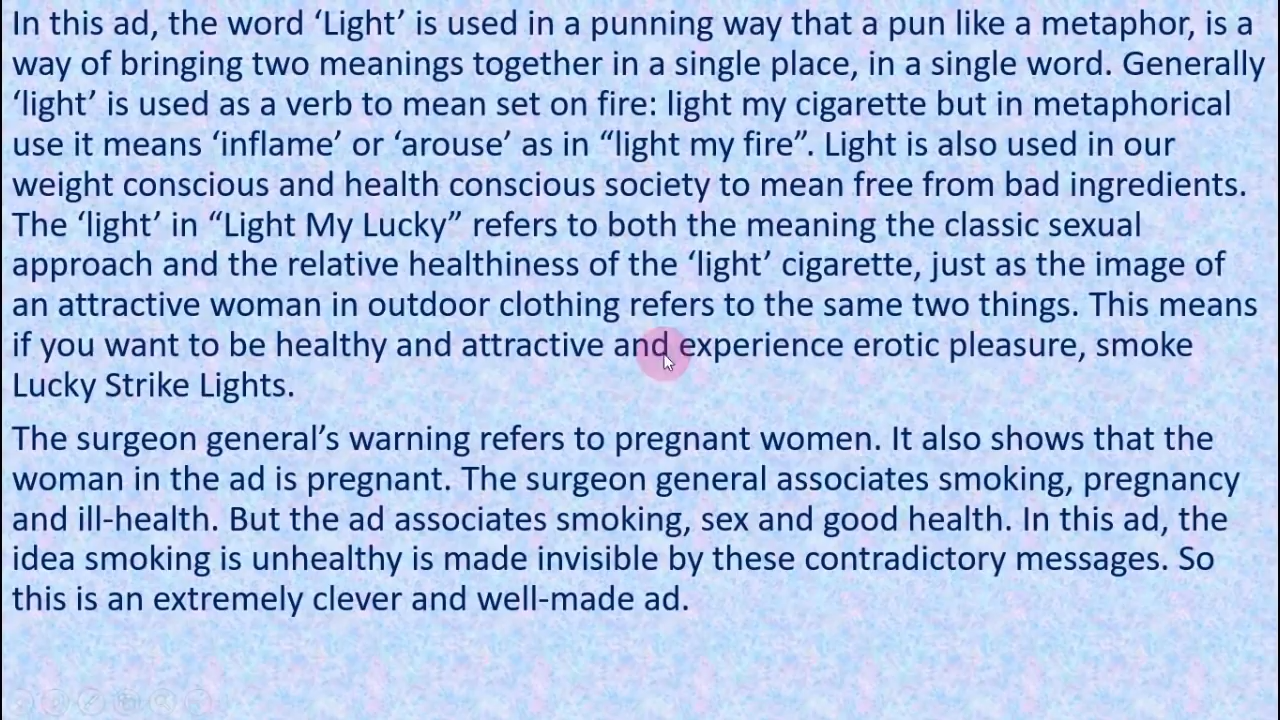 In this ad, the word ‘Light’ is used in a punning way that a pun like a metaphor, is a
way of bringing two meanings together in a single place, in a single word. Generally
‘light’ is used as a verb to mean set on fire: light my cigarette but in metaphorical
use it means ‘inflame’ or ‘arouse’ as in “light my fire”. Light is also used in our
weight conscious and health conscious society to mean free from bad ingredients.
The ‘light’ in “Light My Lucky” refers to both the meaning the classic sexual
approach and the relative healthiness of the ‘light’ cigarette, just as the image of
an attractive woman in outdoor clothing refers to the same two things. This means
if you want to be healthy and attractive and experience erotic pleasure, smoke
Lucky Strike Lights.
The surgeon general’s warning refers to pregnant women. It also shows that the
woman in the ad is pregnant. The surgeon general associates smoking, pregnancy
and ill-health. But the ad associates smoking, sex and good health. In this ad, the
idea smoking is unhealthy is made invisible by these contradictory messages. So
this is an extremely clever and well-made ad.